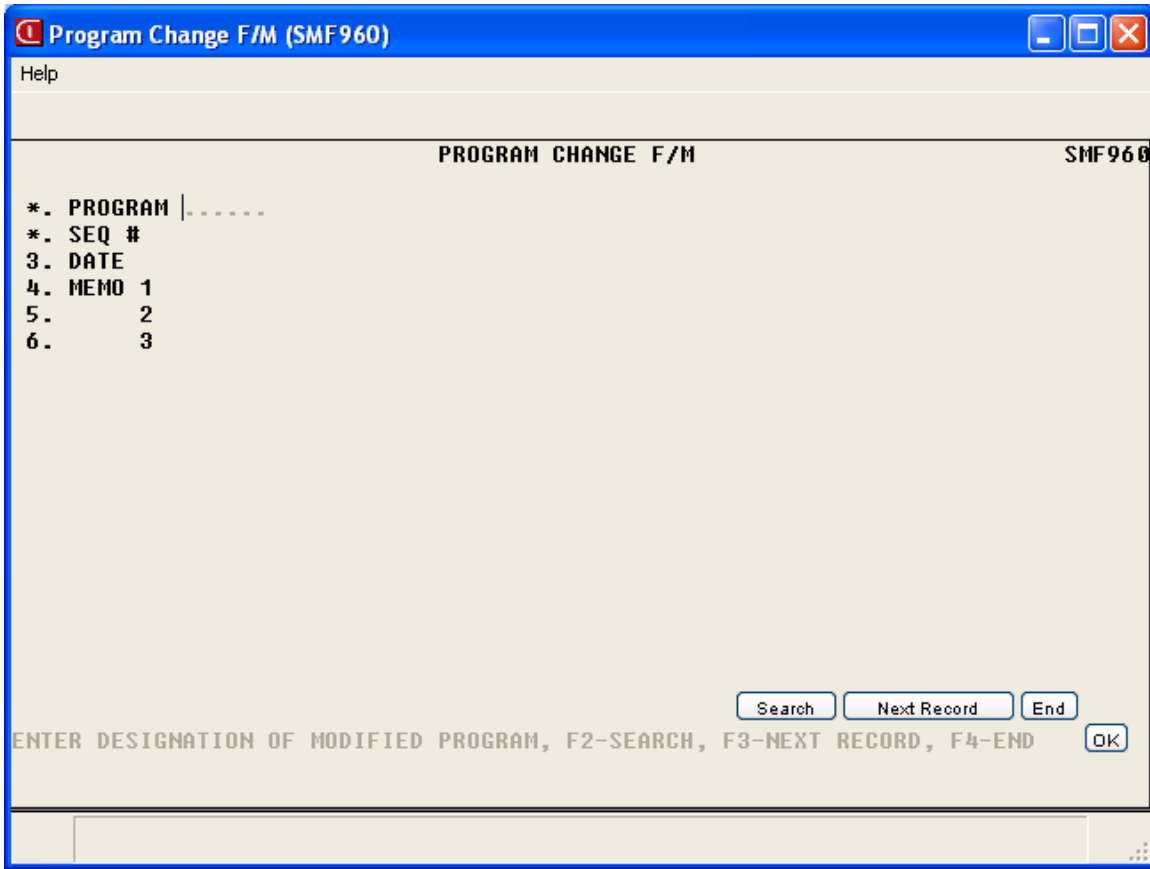 Program Change F/M (SMF960)
Help
PROGRAM CHANGE F/M SMF960
*. PROGRAM ......
*. SEQ #
3. DATE
4. MEMO 1
5. 2
6. 3
Search Next Record End
ENTER DESIGNATION OF MODIFIED PROGRAM, F2-SEARCH, F3-NEXT RECORD, F4-END OK